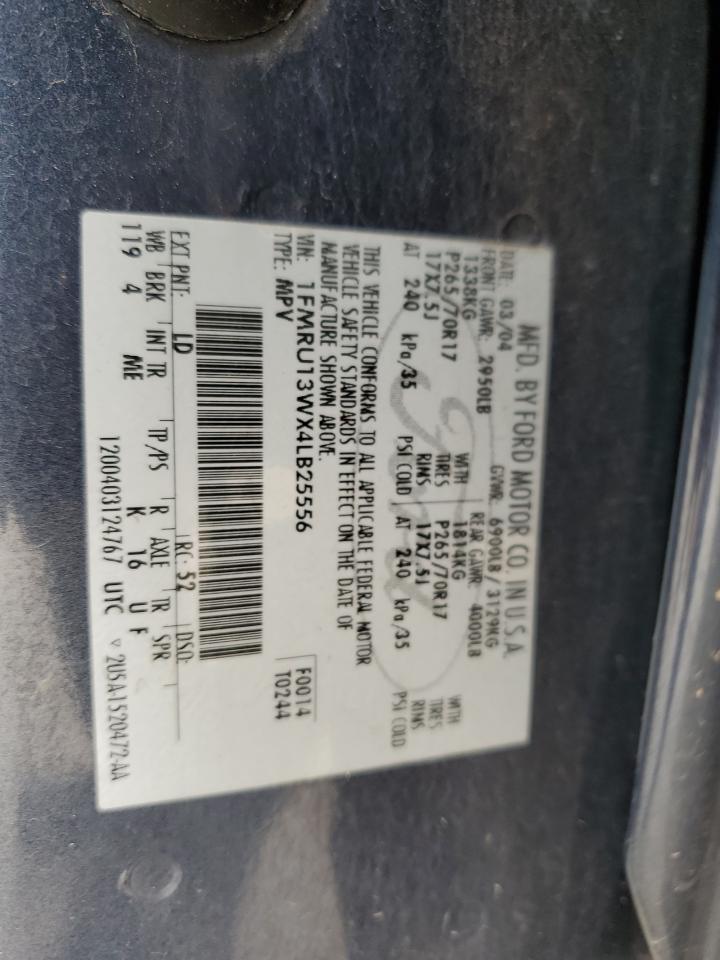 MFD. BY FORD MOTOR CO. IN U.S.A.
DATE: 03/04 GVWR: 6900LB / 3129KG
FRONT GAWR: 2950LB REAR GAWR: 4000LB
1338KG WITH 1814KG WITH
P265/70R17 TIRES P265/70R17 TIRES
17X7.5J RIMS 17X7.5J RIMS
AT 240 kPa/35 PSI COLD AT 240 kPa/35 PSI COLD
THIS VEHICLE CONFORMS TO ALL APPLICABLE FEDERAL MOTOR
VEHICLE SAFETY STANDARDS IN EFFECT ON THE DATE OF
MANUFACTURE SHOWN ABOVE.
VIN: 1FMRU13WX4LB25556 F0014
TYPE: MPV T0244
EXT PNT: LD RC: 52 DSO:
WB BRK INT TR TP/PS R AXLE TR SPR
119 4 ME K 16 U F
1200403124767 UTC ▽ 2U5A-1520472-AA